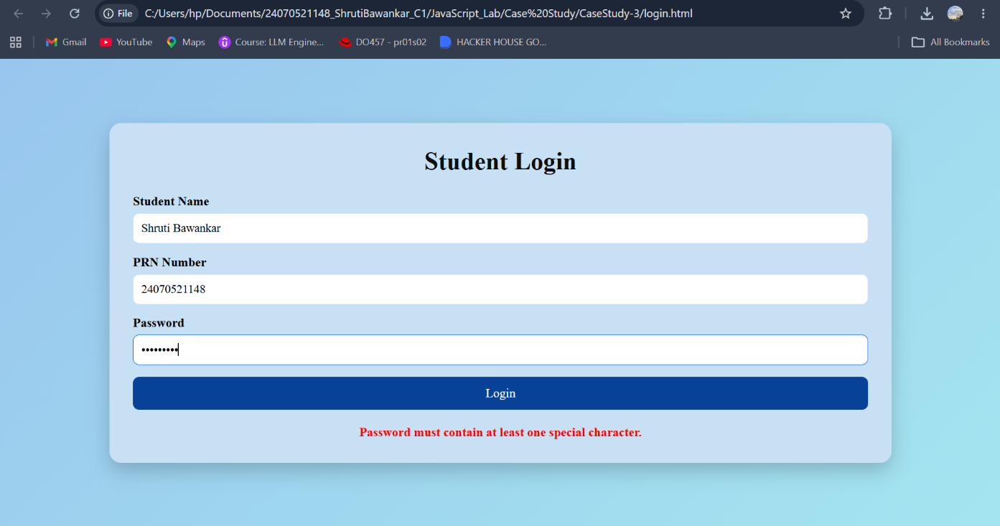 File C:/Users/hp/Documents/24070521148_ShrutiBawankar_C1/JavaScript_Lab/Case%20Study/CaseStudy-3/login.html
Gmail YouTube Maps Course: LLM Engine... DO457 - pr01s02 HACKER HOUSE GO... All Bookmarks
Student Login
Student Name
Shruti Bawankar
PRN Number
24070521148
Password
•••••••••
Login
Password must contain at least one special character.